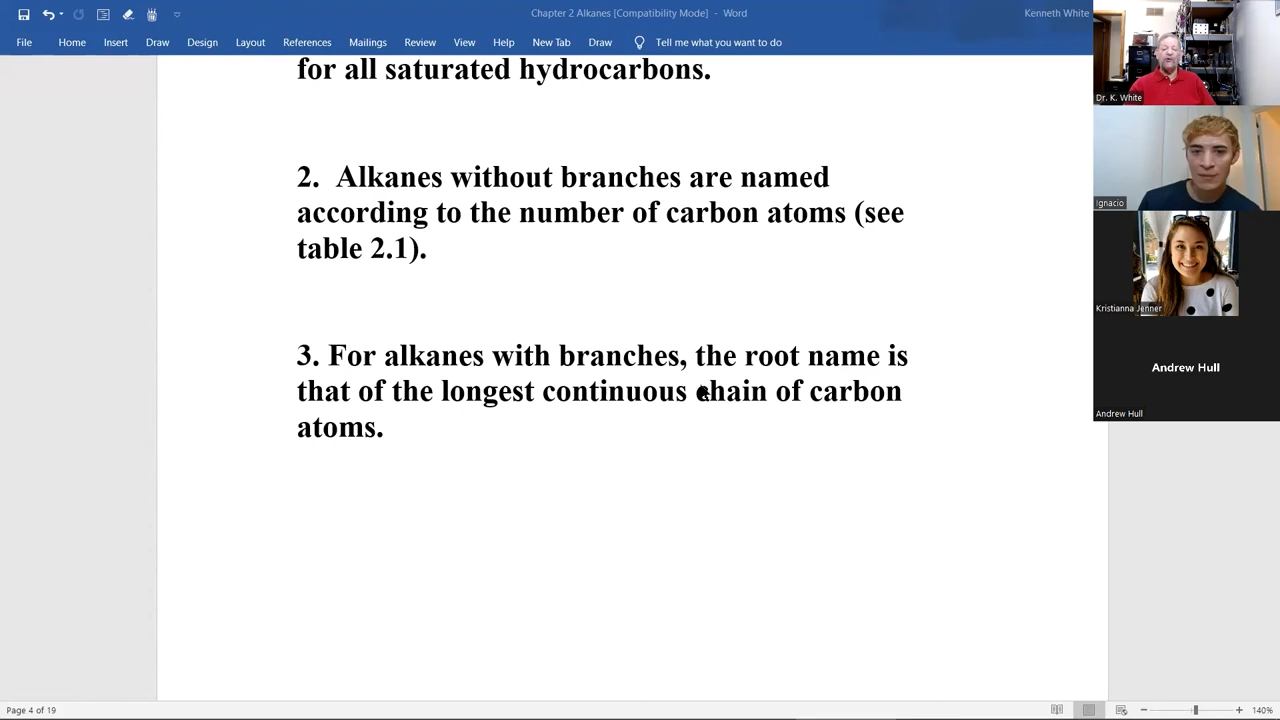 Chapter 2 Alkanes [Compatibility Mode] - Word
Kenneth White
File Home Insert Draw Design Layout References Mailings Review View Help New Tab Draw Tell me what you want to do
for all saturated hydrocarbons.
2. Alkanes without branches are named
according to the number of carbon atoms (see
table 2.1).
3. For alkanes with branches, the root name is
that of the longest continuous chain of carbon
atoms.
Dr. K. White
Ignacio
Kristianna Jenner
Andrew Hull
Andrew Hull
Page 4 of 19
140%